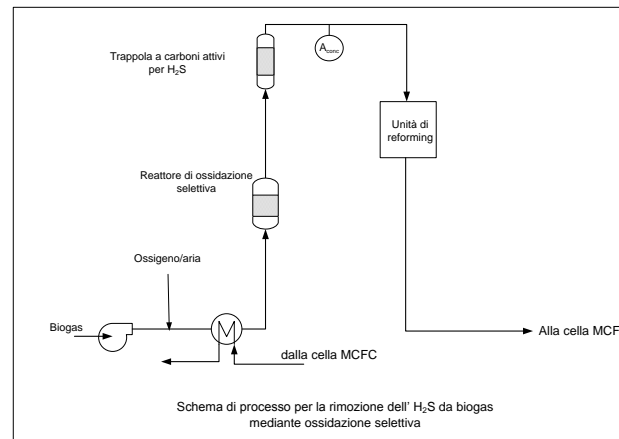 Trappola a carboni attivi
per H₂S
Aconc
Unità di
reforming
Reattore di ossidazione
selettiva
Ossigeno/aria
Biogas
Alla cella MCF
dalla cella MCFC
Schema di processo per la rimozione dell' H₂S da biogas
mediante ossidazione selettiva